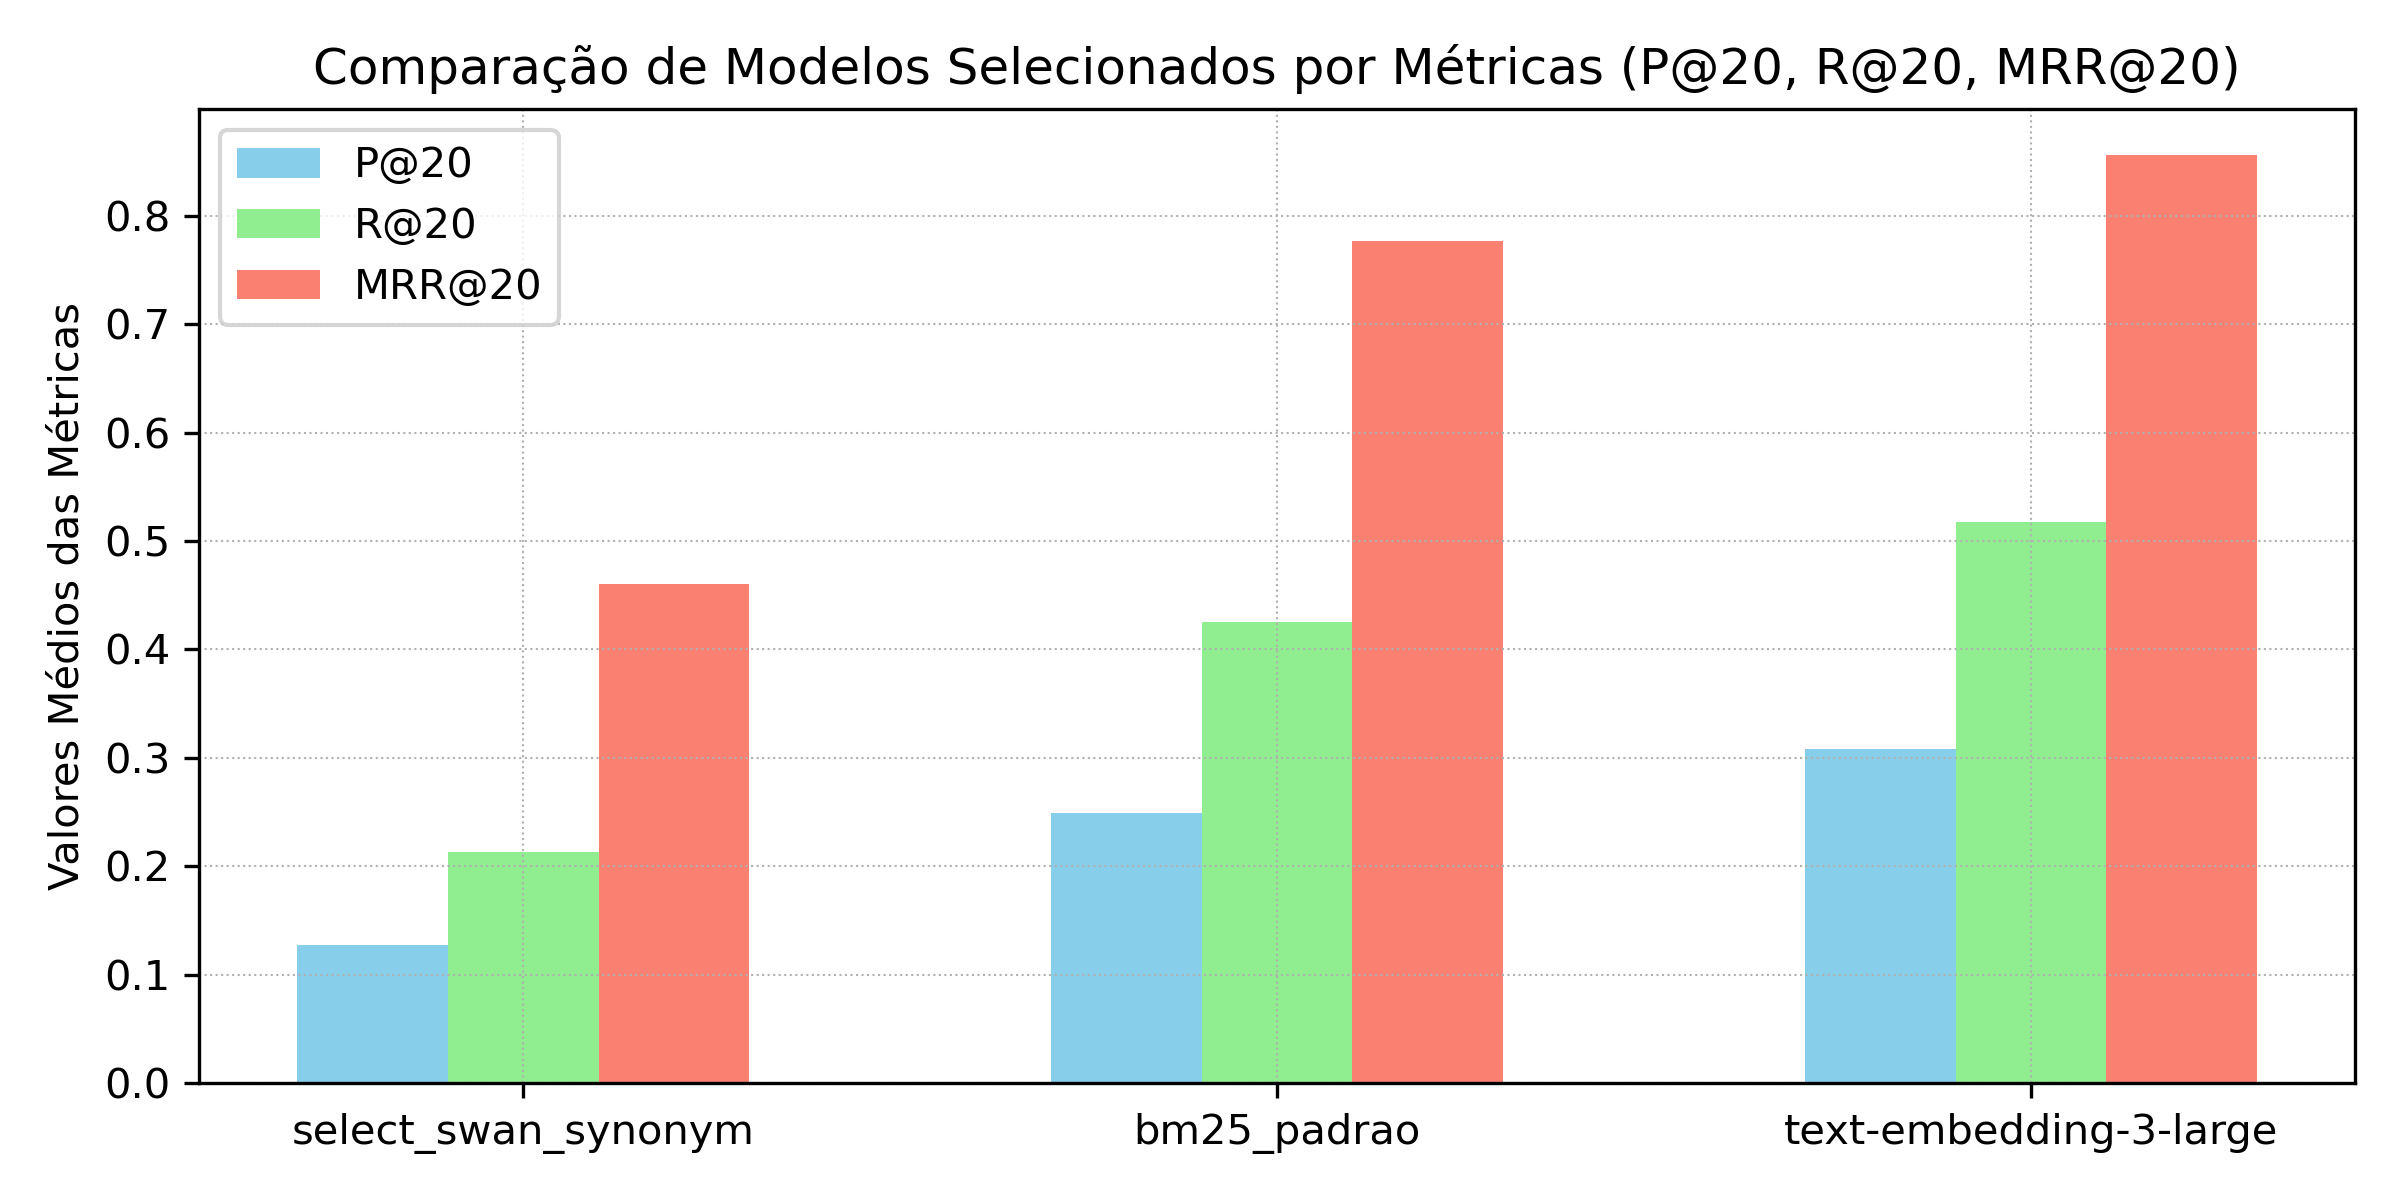 Comparação de Modelos Selecionados por Métricas (P@20, R@20, MRR@20)
P@20
R@20
MRR@20
Valores Médios das Métricas
0.8
0.7
0.6
0.5
0.4
0.3
0.2
0.1
0.0
select_swan_synonym
bm25_padrao
text-embedding-3-large